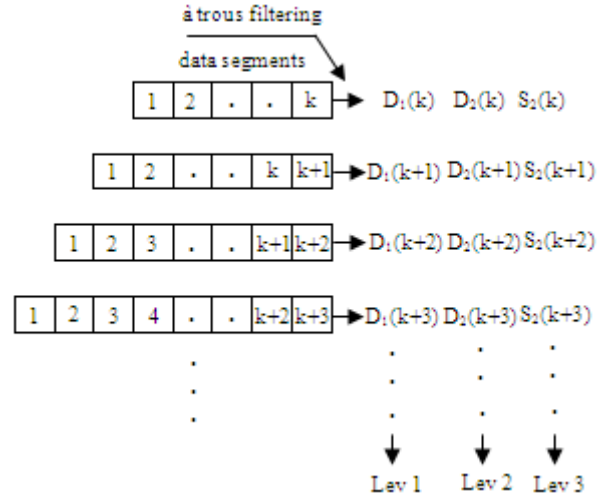 à trous filtering
data segments
1 2 . . k D₁(k) D₂(k) S₂(k)
1 2 . . k k+1 D₁(k+1) D₂(k+1) S₂(k+1)
1 2 3 . . k+1 k+2 D₁(k+2) D₂(k+2) S₂(k+2)
1 2 3 4 . . k+2 k+3 D₁(k+3) D₂(k+3) S₂(k+3)
. . . .
. . . .
. . . .
Lev 1 Lev 2 Lev 3